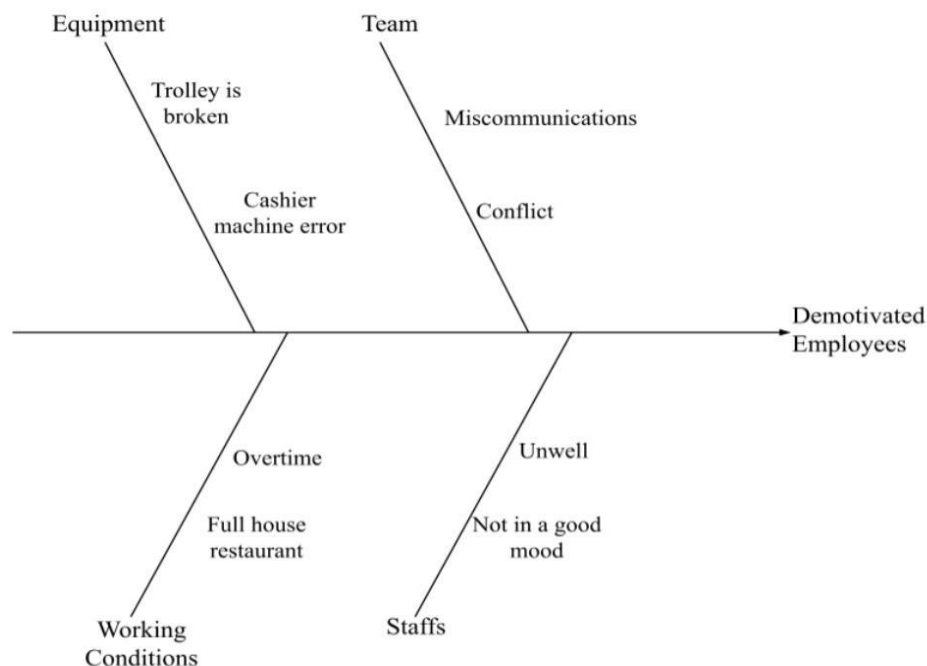 Equipment
Team
Trolley is
broken
Miscommunications
Cashier
machine error
Conflict
Demotivated
Employees
Overtime
Unwell
Full house
restaurant
Not in a good
mood
Working
Conditions
Staffs